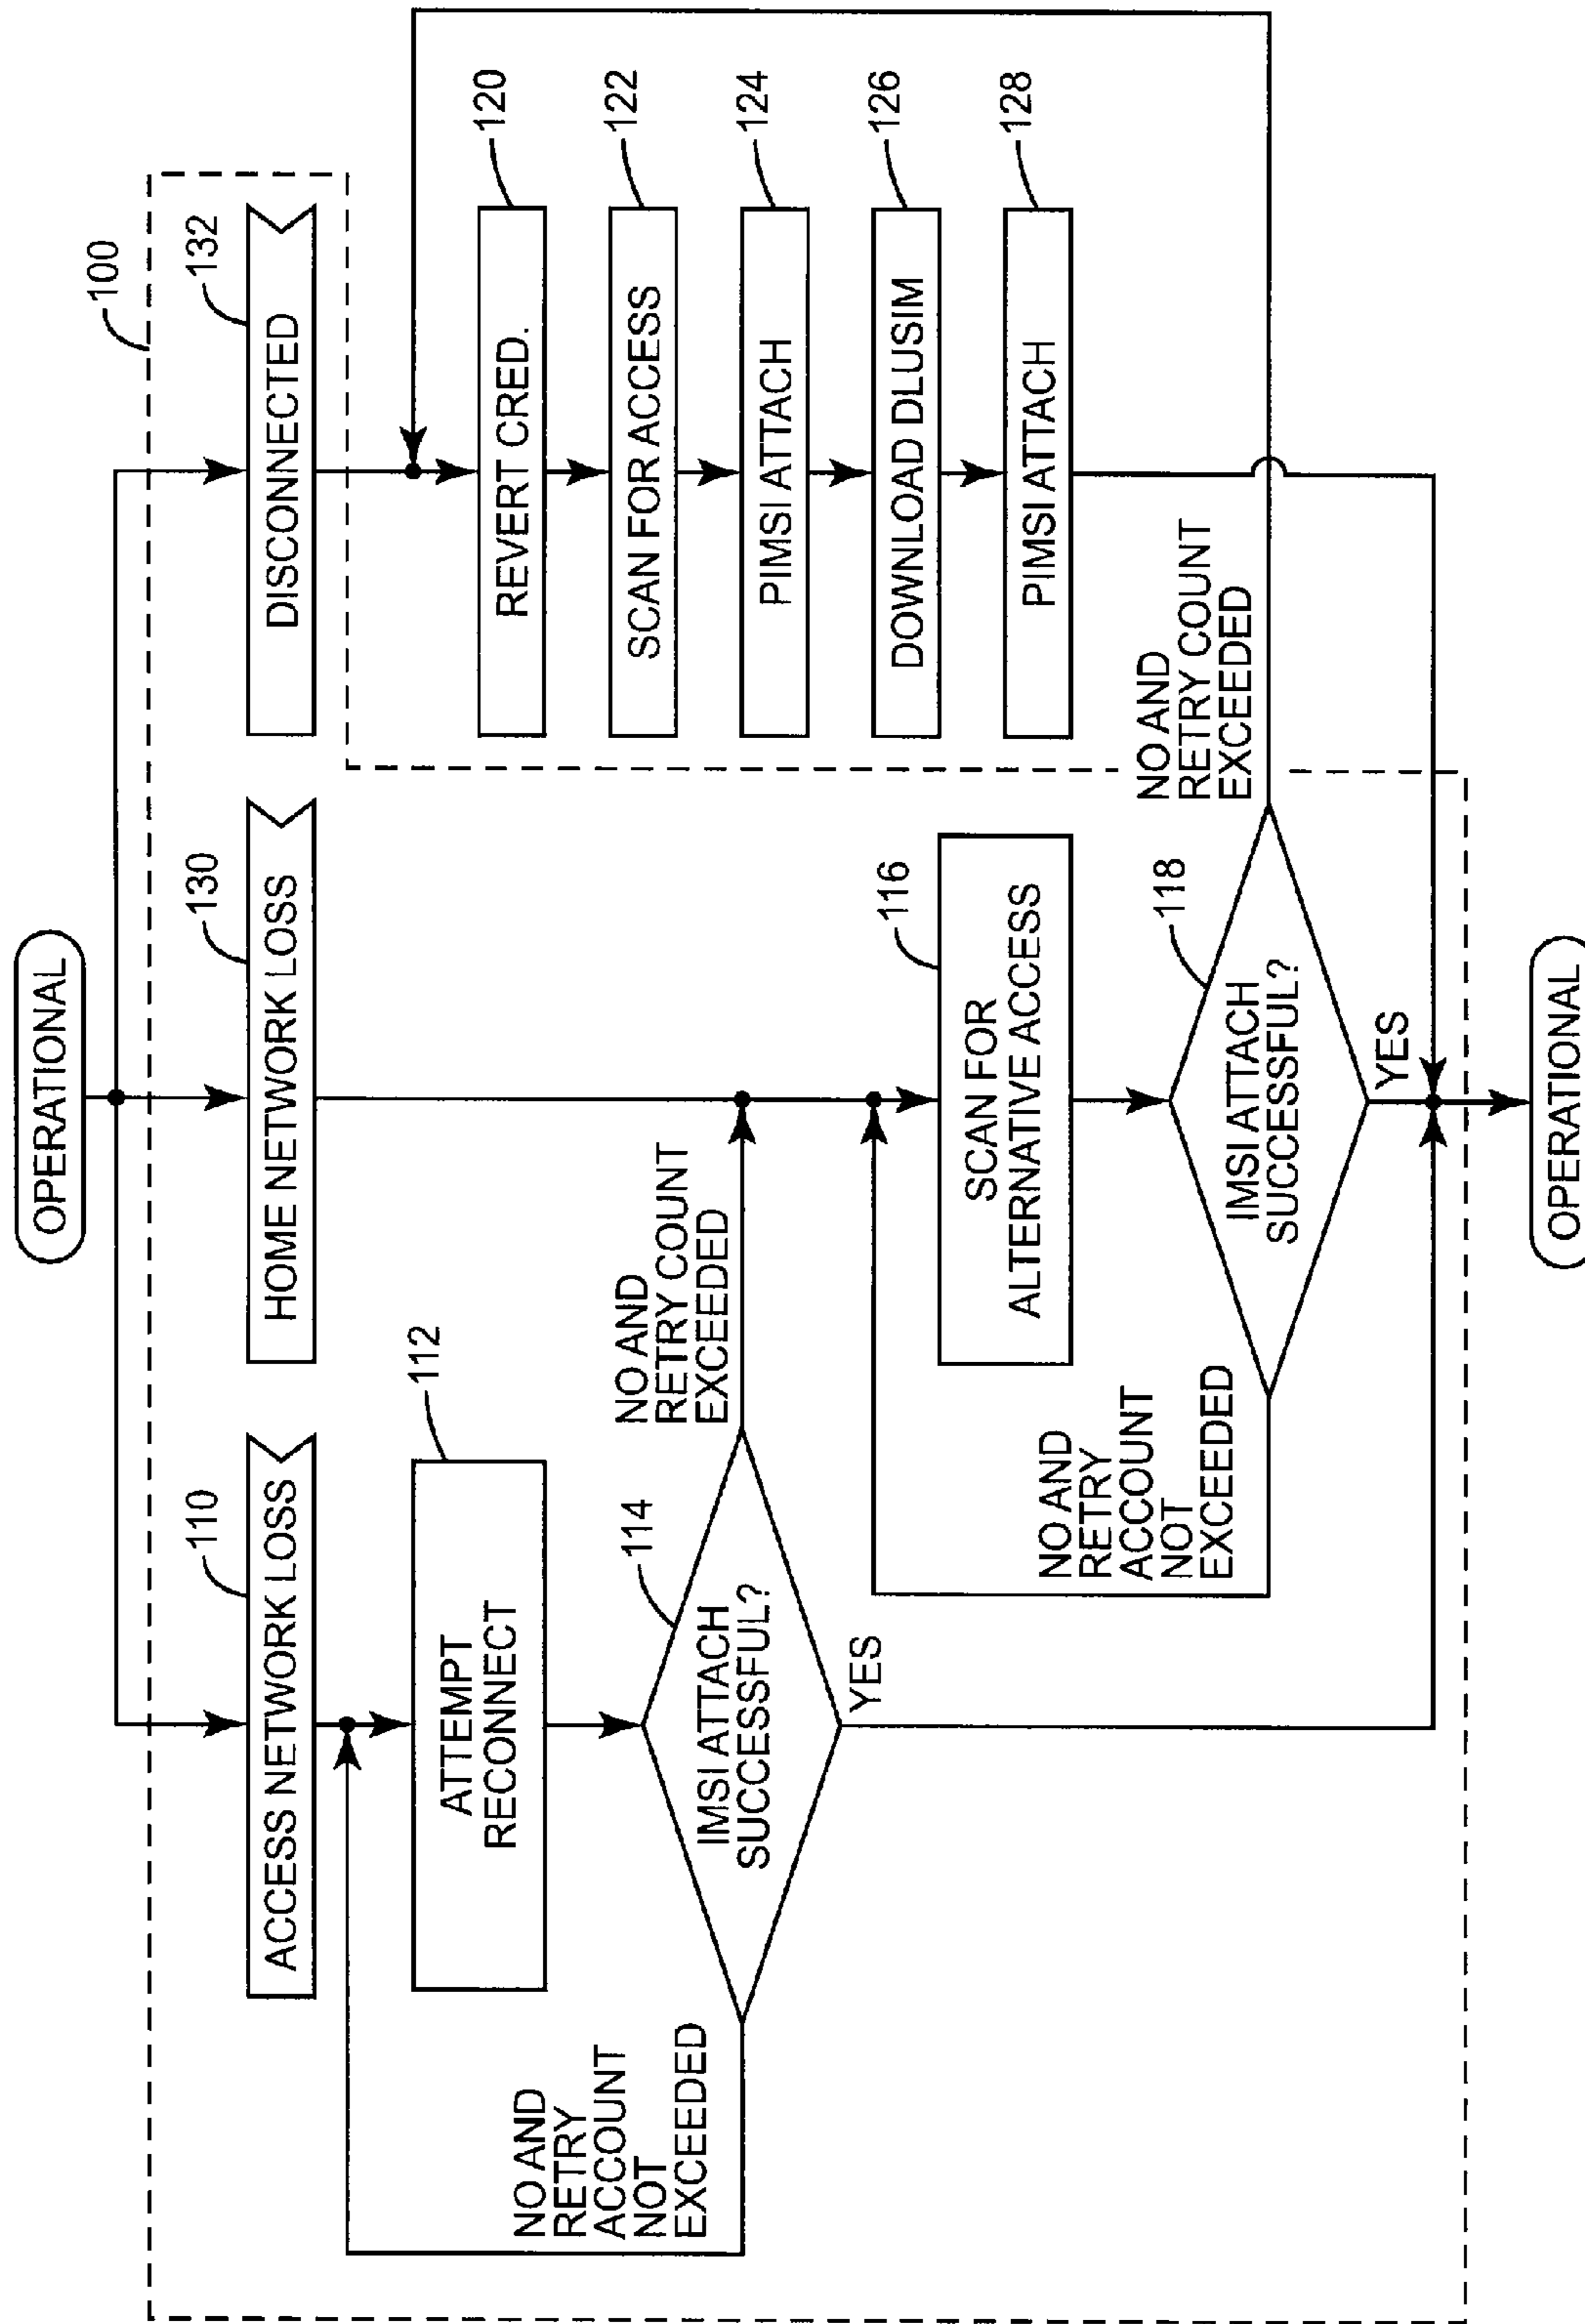 OPERATIONAL
100
110
ACCESS NETWORK LOSS
130
HOME NETWORK LOSS
132
DISCONNECTED
112
ATTEMPT
RECONNECT
114
IMSI ATTACH
SUCCESSFUL?
NO AND
RETRY
ACCOUNT
NOT
EXCEEDED
NO AND
RETRY COUNT
EXCEEDED
YES
116
SCAN FOR
ALTERNATIVE ACCESS
118
IMSI ATTACH
SUCCESSFUL?
NO AND
RETRY
ACCOUNT
NOT
EXCEEDED
NO AND
RETRY COUNT
EXCEEDED
YES
120
REVERT CRED.
122
SCAN FOR ACCESS
124
PIMSI ATTACH
126
DOWNLOAD DLUSIM
128
PIMSI ATTACH
OPERATIONAL